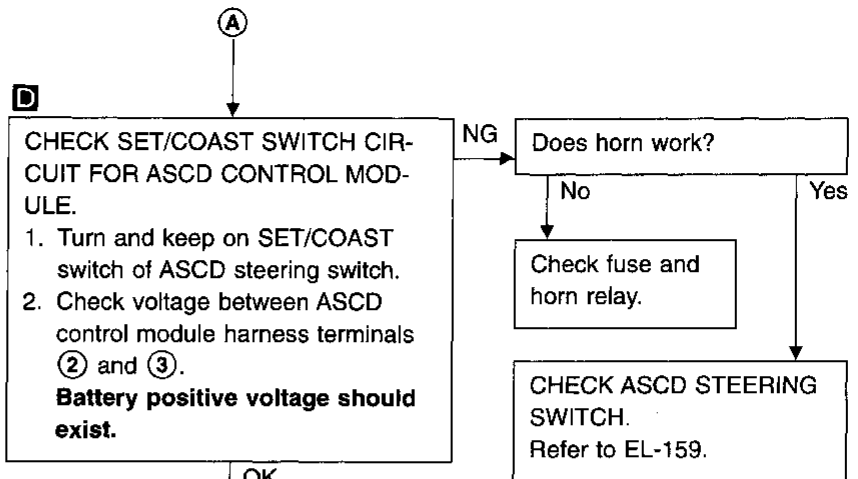 A
D
CHECK SET/COAST SWITCH CIR-
CUIT FOR ASCD CONTROL MOD-
ULE.
1. Turn and keep on SET/COAST
switch of ASCD steering switch.
2. Check voltage between ASCD
control module harness terminals
② and ③.
Battery positive voltage should
exist.
OK
NG
Does horn work?
No
Yes
Check fuse and
horn relay.
CHECK ASCD STEERING
SWITCH.
Refer to EL-159.